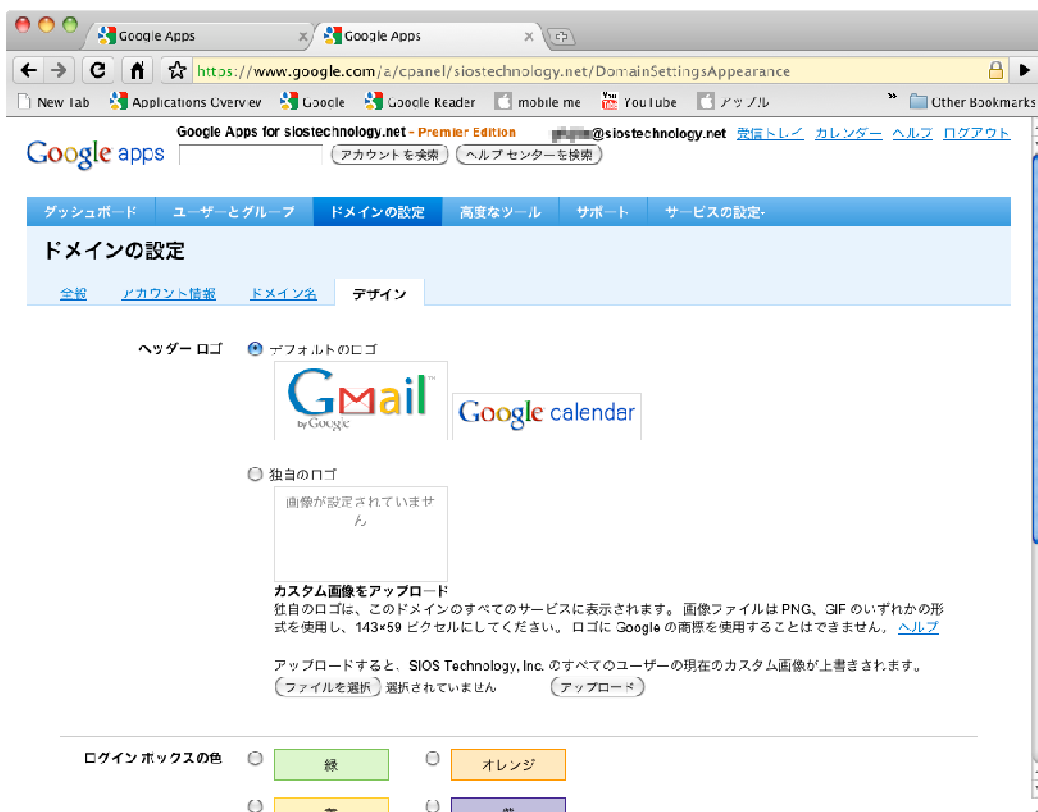 Google Apps
Google Apps
https://www.google.com/a/cpanel/siostechnology.net/DomainSettingsAppearance
New Tab Applications Overview Google Google Reader mobile me YouTube アップル » Other Bookmarks
Google Apps for siostechnology.net - Premier Edition @siostechnology.net 受信トレイ カレンダー ヘルプ ログアウト
Google apps アカウントを検索 ヘルプ センターを検索
ダッシュボード ユーザーとグループ ドメインの設定 高度なツール サポート サービスの設定
ドメインの設定
全般 アカウント情報 ドメイン名 デザイン
ヘッダー ロゴ デフォルトのロゴ
Gmail™
by Google
Google calendar
独自のロゴ
画像が設定されていませ
ん
カスタム画像をアップロード
独自のロゴは、このドメインのすべてのサービスに表示されます。 画像ファイルは PNG、GIF のいずれかの形
式を使用し、143×59 ピクセルにしてください。 ロゴに Google の商標を使用することはできません。 ヘルプ
アップロードすると、SIOS Technology, Inc. のすべてのユーザーの現在のカスタム画像が上書きされます。
ファイルを選択 選択されていません アップロード
ログイン ボックスの色 緑 オレンジ